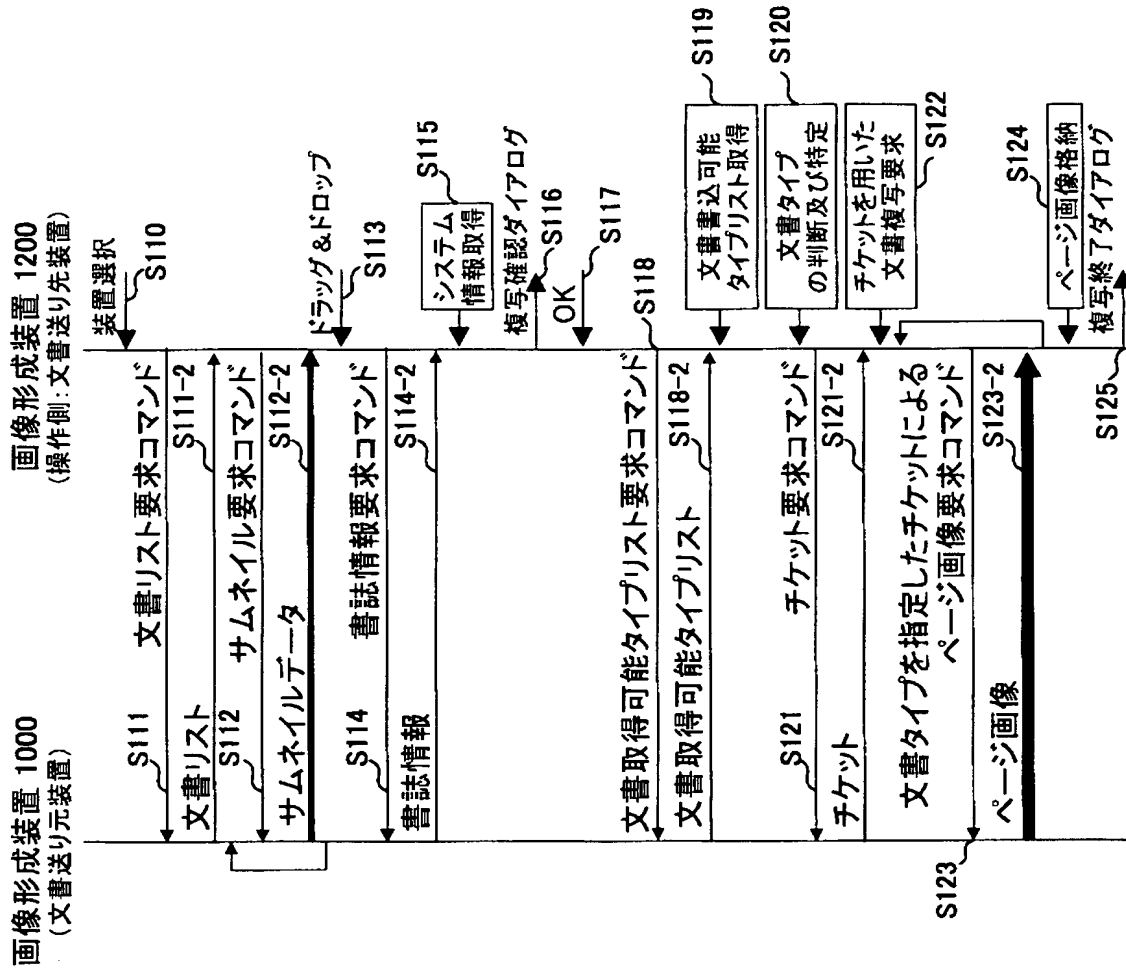 画像形成装置 1000
(文書送り元装置)
画像形成装置 1200
(操作側:文書送り先装置)
装置選択
S110
文書リスト要求コマンド
S111
文書リスト
S111-2
サムネイル要求コマンド
S112
サムネイルデータ
S112-2
ドラッグ&ドロップ
S113
書誌情報要求コマンド
S114
書誌情報
S114-2
システム
情報取得
S115
複写確認ダイアログ
S116
OK
S117
文書取得可能タイプリスト要求コマンド
S118
文書取得可能タイプリスト
S118-2
文書書込可能
タイプリスト取得
S119
文書タイプ
の判断及び特定
S120
チケット要求コマンド
S121
チケット
S121-2
チケットを用いた
文書複写要求
S122
文書タイプを指定したチケットによる
ページ画像要求コマンド
S123
ページ画像
S123-2
ページ画像格納
S124
複写終了ダイアログ
S125